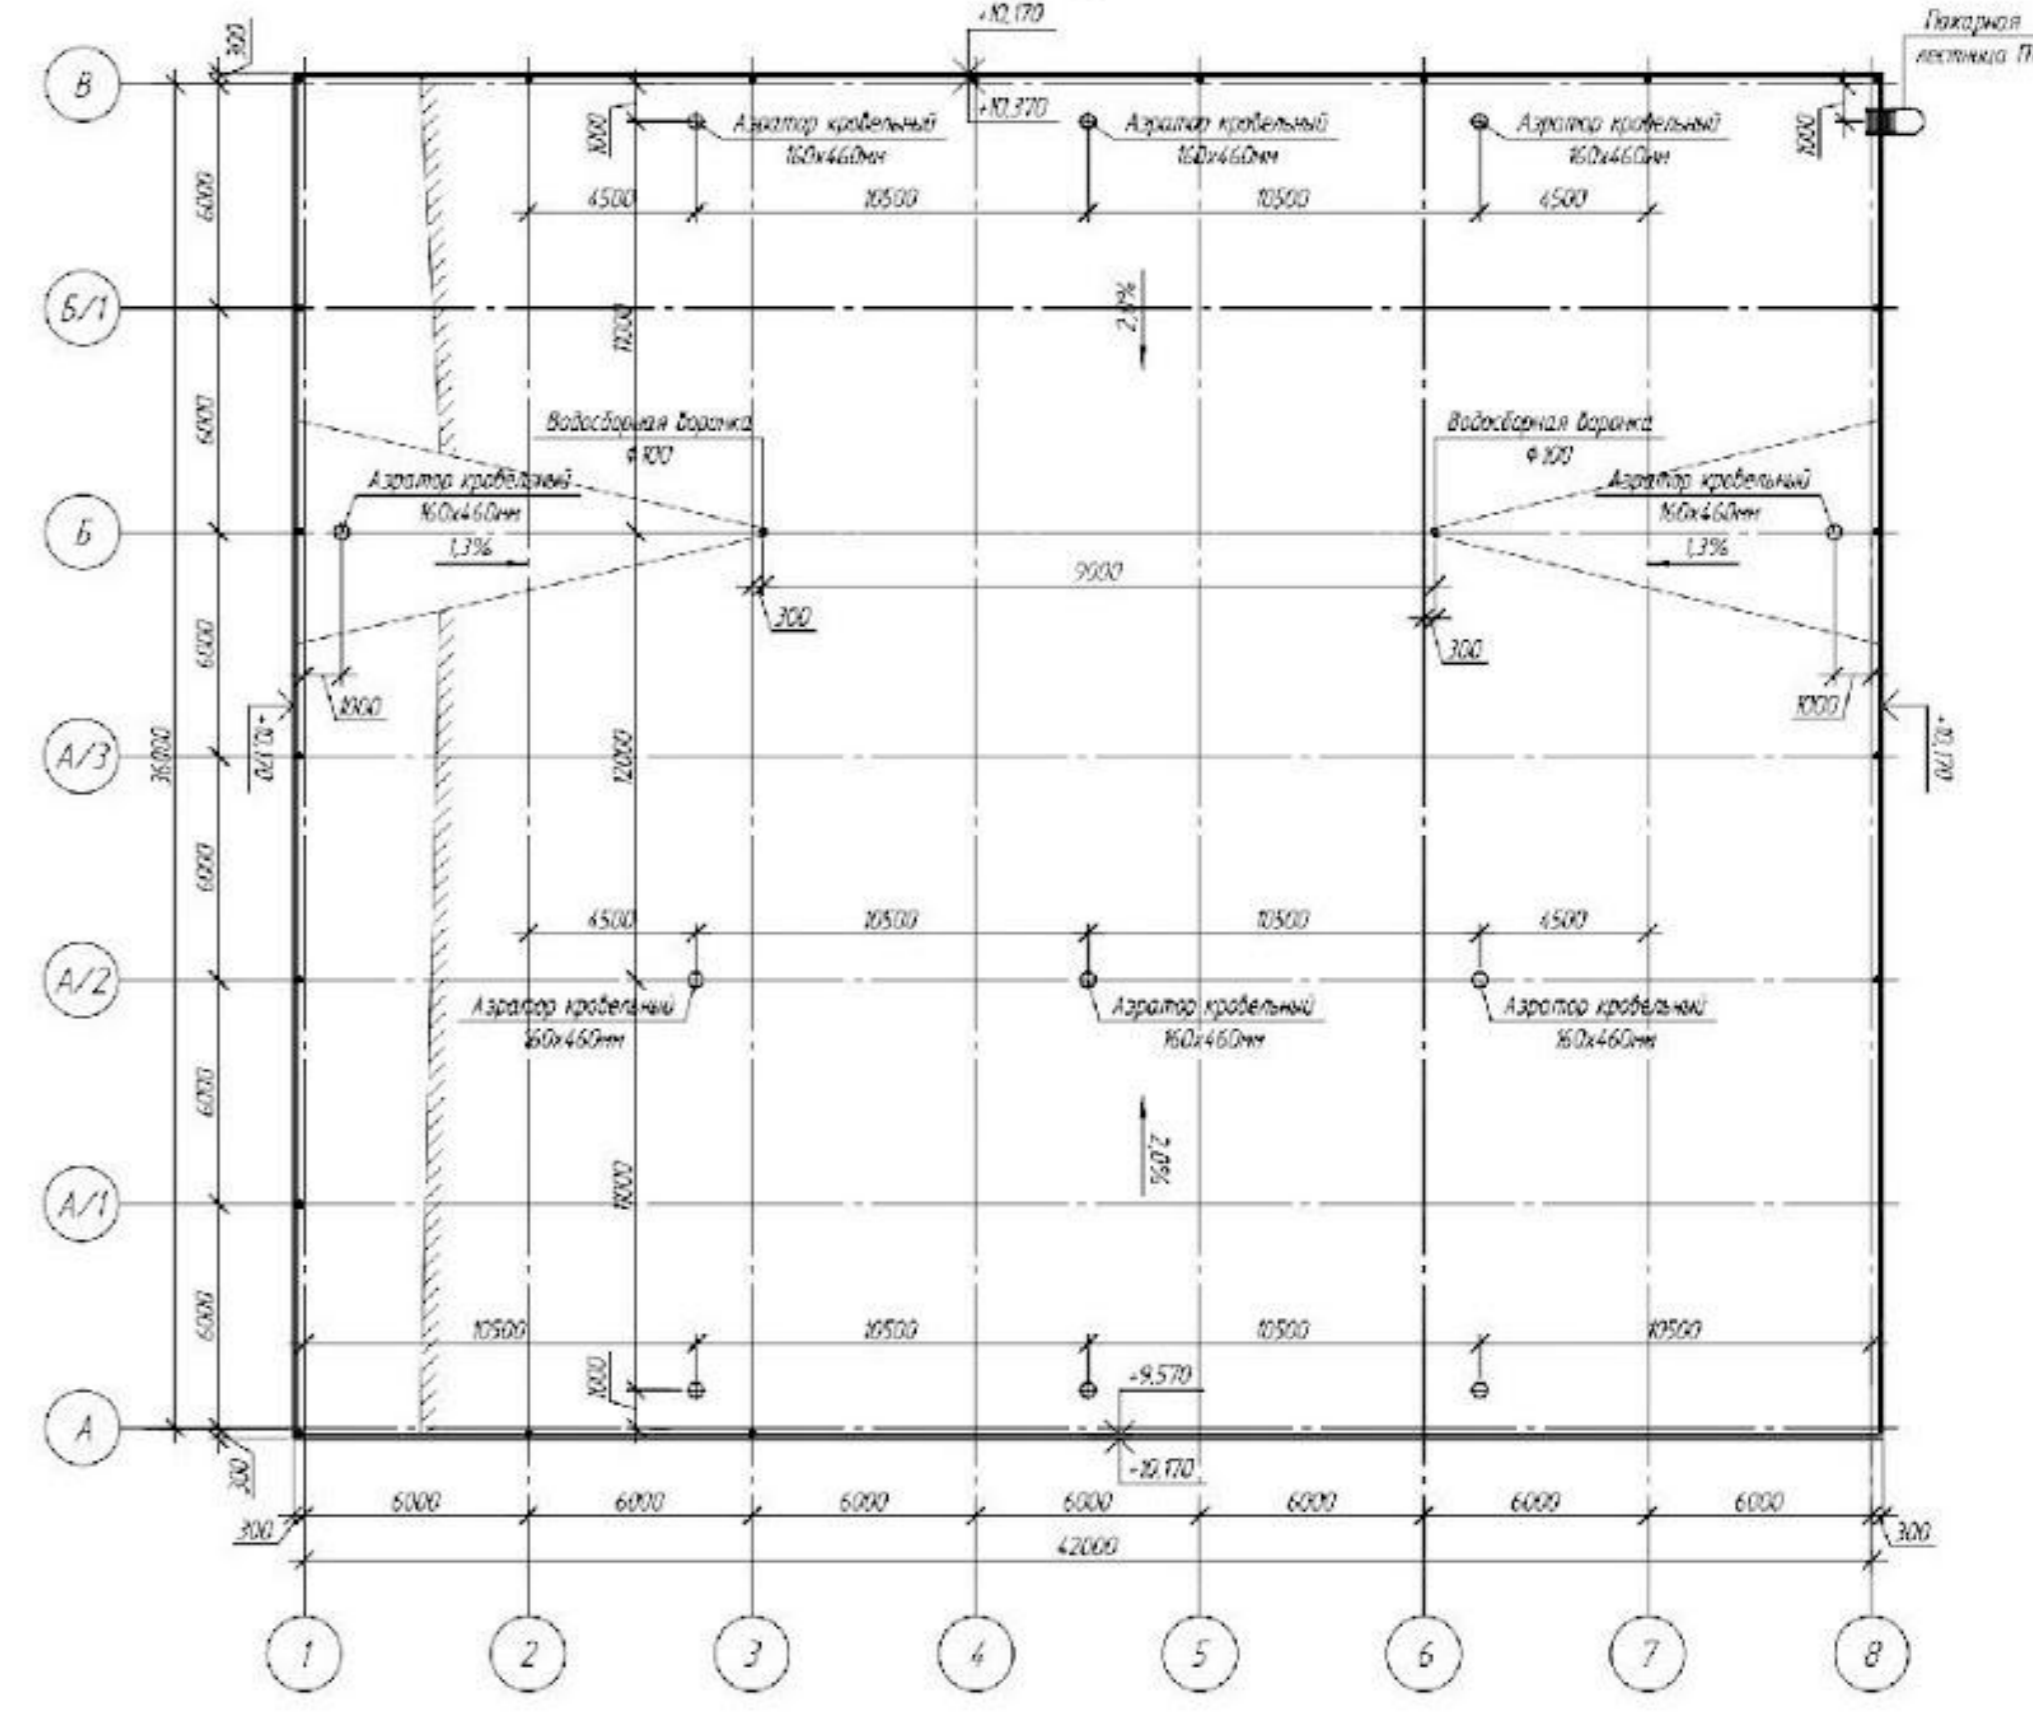 +10,170
Пожарная
лестница
300
В
+10,370
1000
Аэратор кровельный
160х460мм
Аэратор кровельный
160х460мм
Аэратор кровельный
160х460мм
1000
6000
4500
10500
10500
4500
Б/1
11000
2,0%
6000
Водосборная воронка
ф100
Водосборная воронка
ф100
Аэратор кровельный
160х460мм
Аэратор кровельный
160х460мм
Б
1,3%
1,3%
9000
300
300
6000
1000
1000
+10,170
+10,170
А/3
36000
12000
6000
4500
10500
10500
4500
А/2
Аэратор кровельный
160х460мм
Аэратор кровельный
160х460мм
Аэратор кровельный
160х460мм
6000
2,0%
11000
А/1
6000
10500
10500
10500
10500
1000
+9,570
А
300
+10,170
6000
6000
6000
6000
6000
6000
6000
300
300
42000
1
2
3
4
5
6
7
8